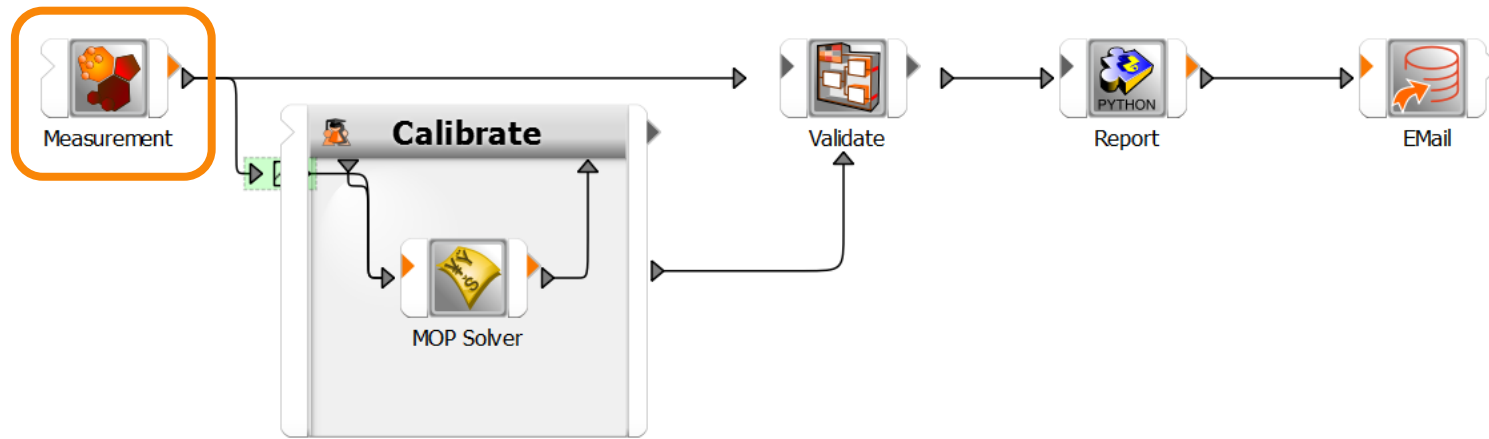 Measurement
Calibrate
MOP Solver
Validate
PYTHON
Report
EMail